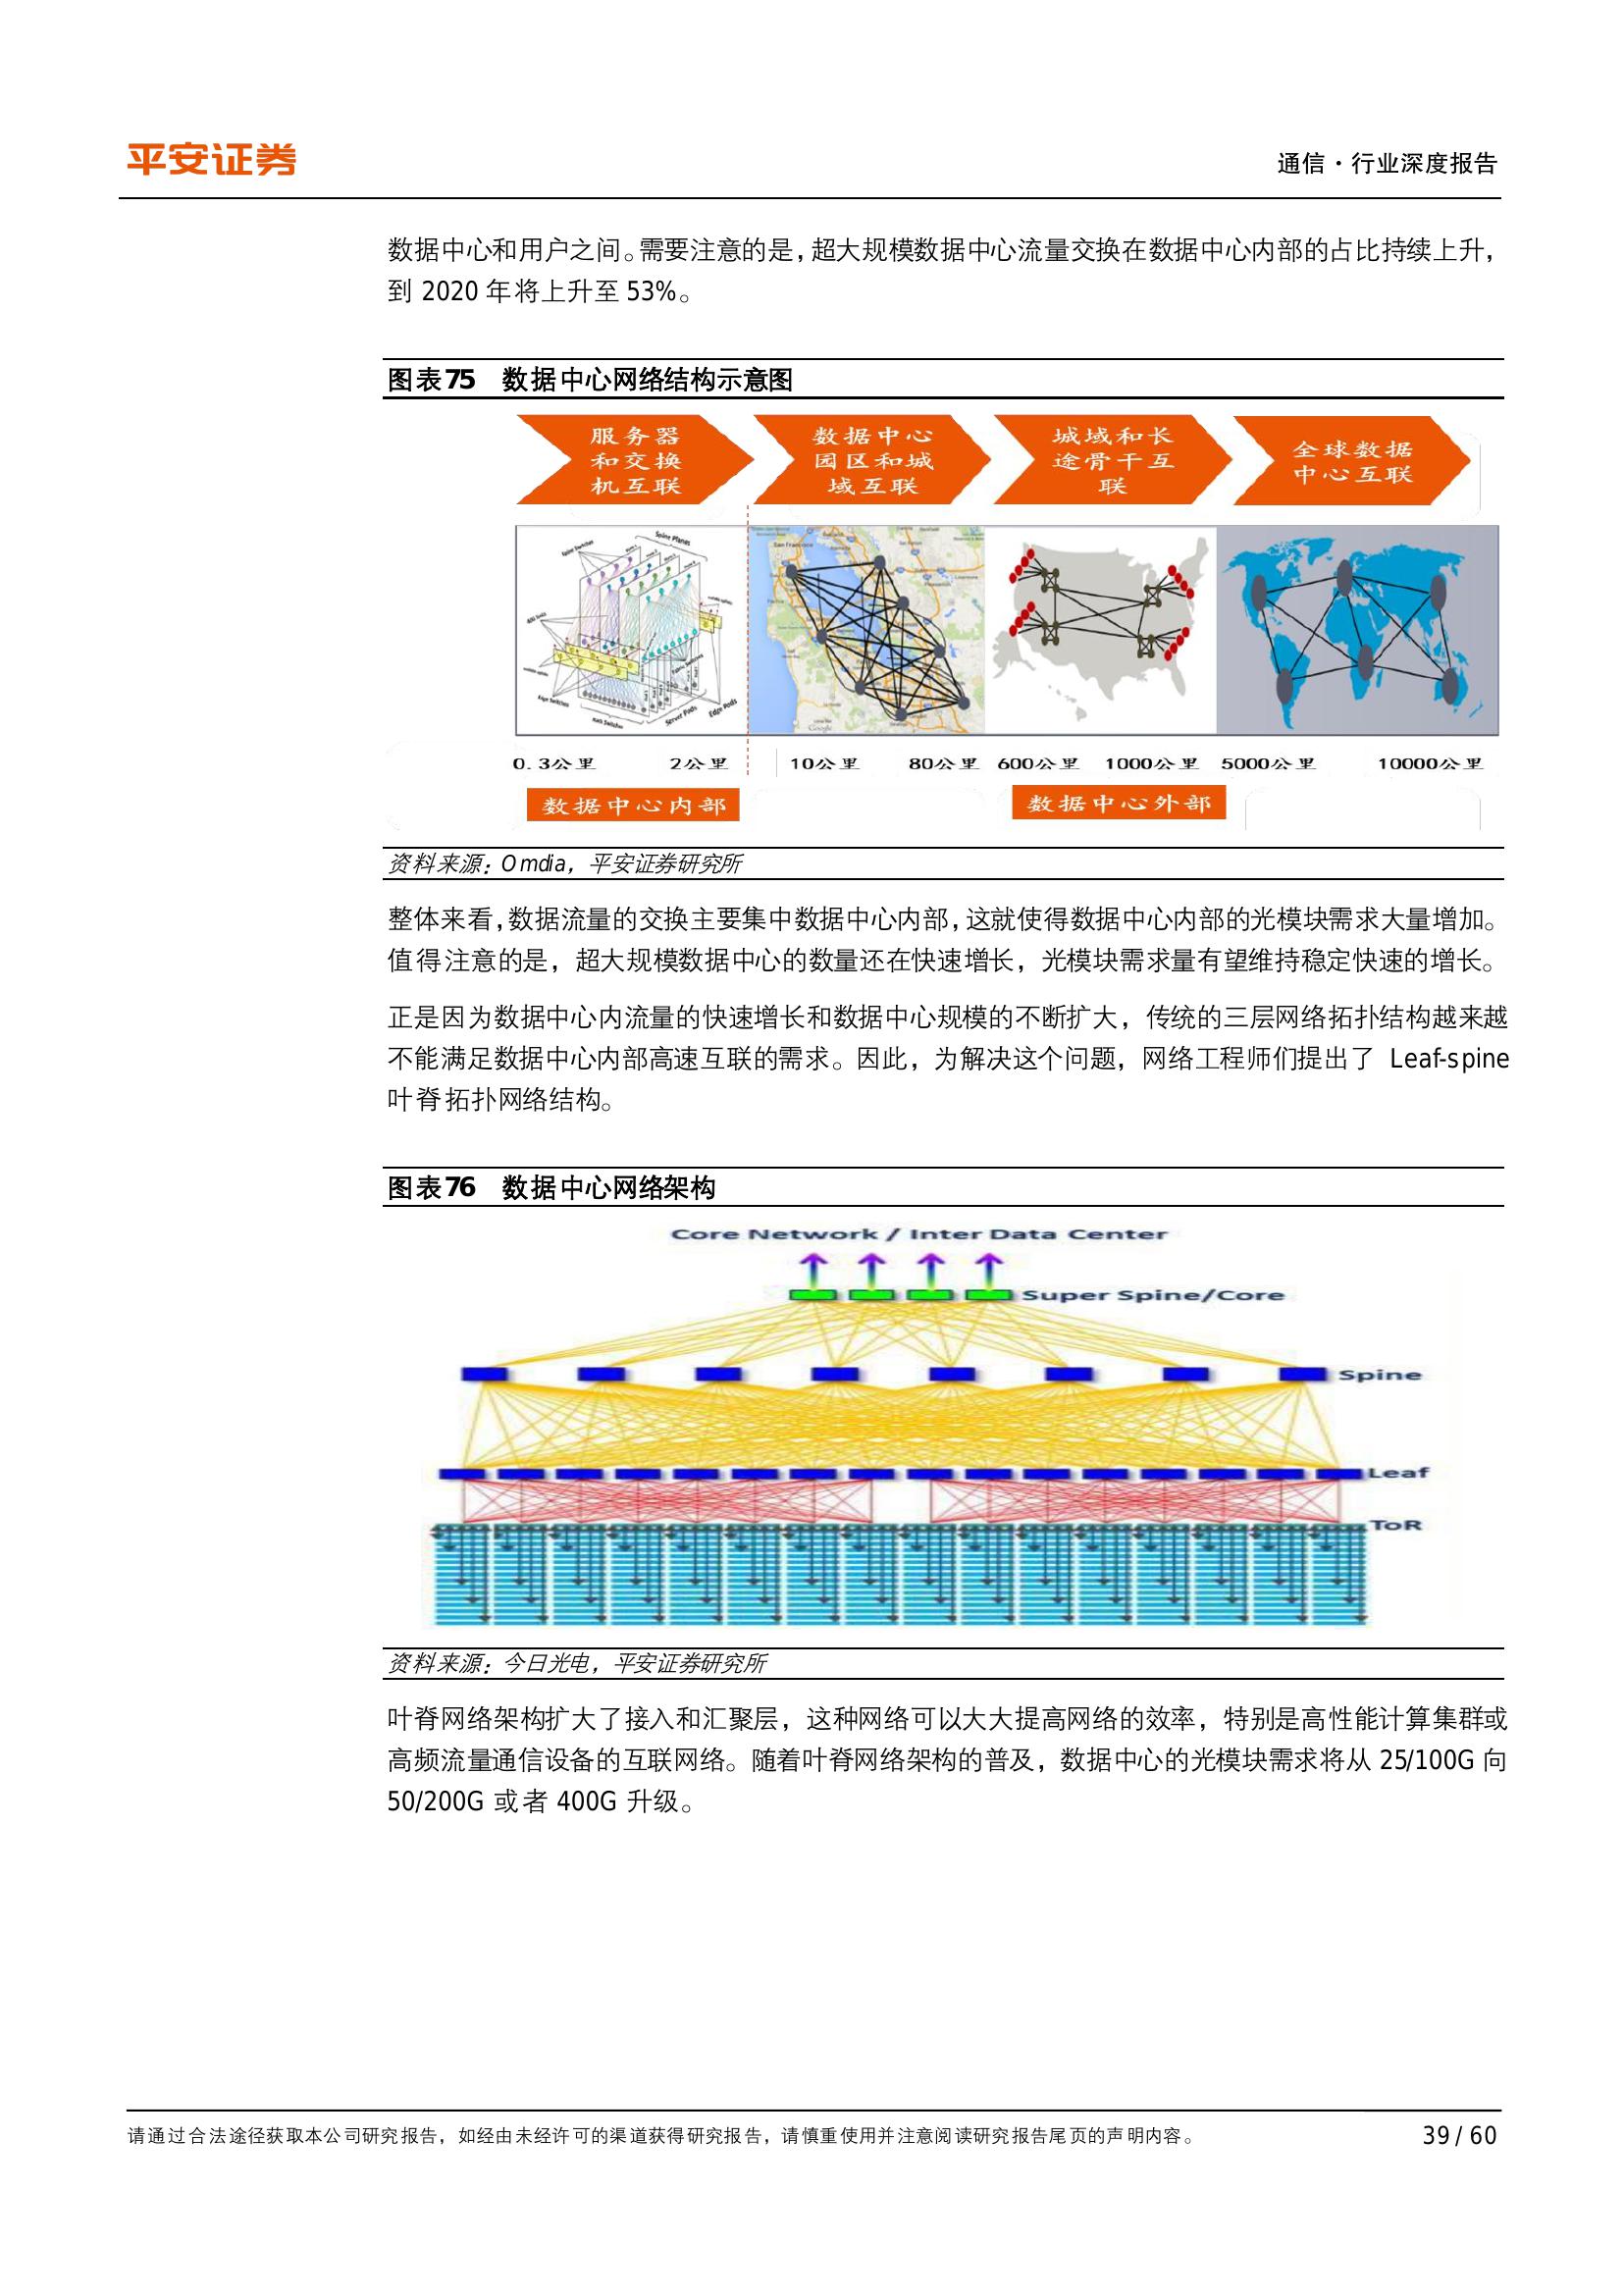 平安证券
通信·行业深度报告
数据中心和用户之间。需要注意的是，超大规模数据中心流量交换在数据中心内部的占比持续上升，
到 2020 年将上升至 53%。
图表75 数据中心网络结构示意图
服务器
和交换
机互联
数据中心
园区和城
域互联
城域和长
途骨干互
联
全球数据
中心互联
Spine Switches
Spine Planes
Edge Switches
Server Pods
Edge Pods
San Francisco
Google
0.3公里 2公里 10公里 80公里 600公里 1000公里 5000公里 10000公里
数据中心内部
数据中心外部
资料来源：Omdia，平安证券研究所
整体来看，数据流量的交换主要集中数据中心内部，这就使得数据中心内部的光模块需求大量增加。
值得注意的是，超大规模数据中心的数量还在快速增长，光模块需求量有望维持稳定快速的增长。
正是因为数据中心内流量的快速增长和数据中心规模的不断扩大，传统的三层网络拓扑结构越来越
不能满足数据中心内部高速互联的需求。因此，为解决这个问题，网络工程师们提出了 Leaf-spine
叶脊拓扑网络结构。
图表76 数据中心网络架构
Core Network / Inter Data Center
Super Spine/Core
Spine
Leaf
ToR
资料来源：今日光电，平安证券研究所
叶脊网络架构扩大了接入和汇聚层，这种网络可以大大提高网络的效率，特别是高性能计算集群或
高频流量通信设备的互联网络。随着叶脊网络架构的普及，数据中心的光模块需求将从 25/100G 向
50/200G 或者 400G 升级。
请通过合法途径获取本公司研究报告，如经由未经许可的渠道获得研究报告，请慎重使用并注意阅读研究报告尾页的声明内容。
39 / 60